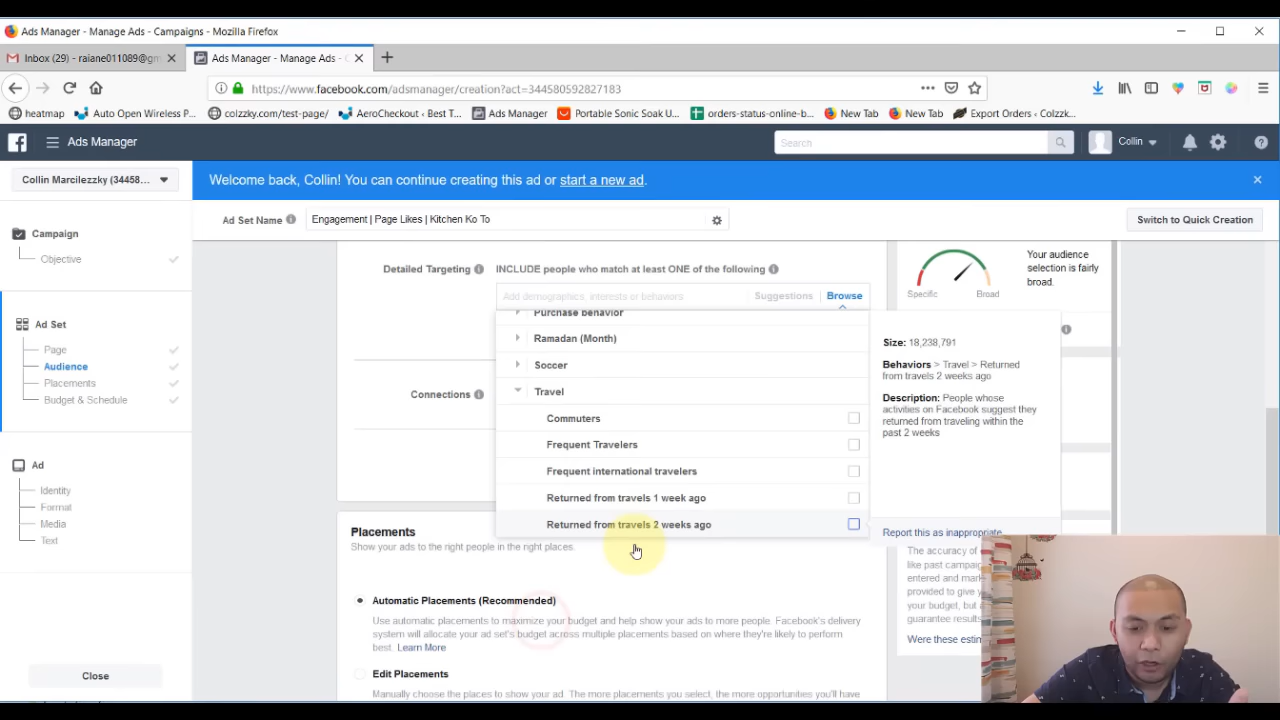 Ads Manager - Manage Ads - Campaigns - Mozilla Firefox
Inbox (29) - raiane011089@gm
Ads Manager - Manage Ads -
https://www.facebook.com/adsmanager/creation?act=344580592827183
heatmap
Auto Open Wireless P...
colzzky.com/test-page/
AeroCheckout · Best T...
Ads Manager
Portable Sonic Soak U...
orders-status-online-b...
New Tab
New Tab
Export Orders ‹ Colzzk...
Ads Manager
Search
Collin
Collin Marcilezzky (34458...
Welcome back, Collin! You can continue creating this ad or start a new ad.
Ad Set Name
Engagement | Page Likes | Kitchen Ko To
Switch to Quick Creation
Campaign
Objective
Ad Set
Page
Audience
Placements
Budget & Schedule
Ad
Identity
Format
Media
Text
Close
Detailed Targeting
INCLUDE people who match at least ONE of the following
Add demographics, interests or behaviors
Suggestions
Browse
Purchase behavior
Ramadan (Month)
Soccer
Travel
Commuters
Frequent Travelers
Frequent international travelers
Returned from travels 1 week ago
Returned from travels 2 weeks ago
Connections
Size: 18,238,791
Behaviors > Travel > Returned
from travels 2 weeks ago
Description: People whose
activities on Facebook suggest they
returned from traveling within the
past 2 weeks
Report this as inappropriate
Specific
Broad
Your audience
selection is fairly
broad.
Placements
Show your ads to the right people in the right places.
Automatic Placements (Recommended)
Use automatic placements to maximize your budget and help show your ads to more people. Facebook's delivery
system will allocate your ad set's budget across multiple placements based on where they're likely to perform
best. Learn More
Edit Placements
Manually choose the places to show your ad. The more placements you select, the more opportunities you'll have
The accuracy of
like past campaign
entered and mark
provided to give
your budget, but
guarantee results
Were these estim